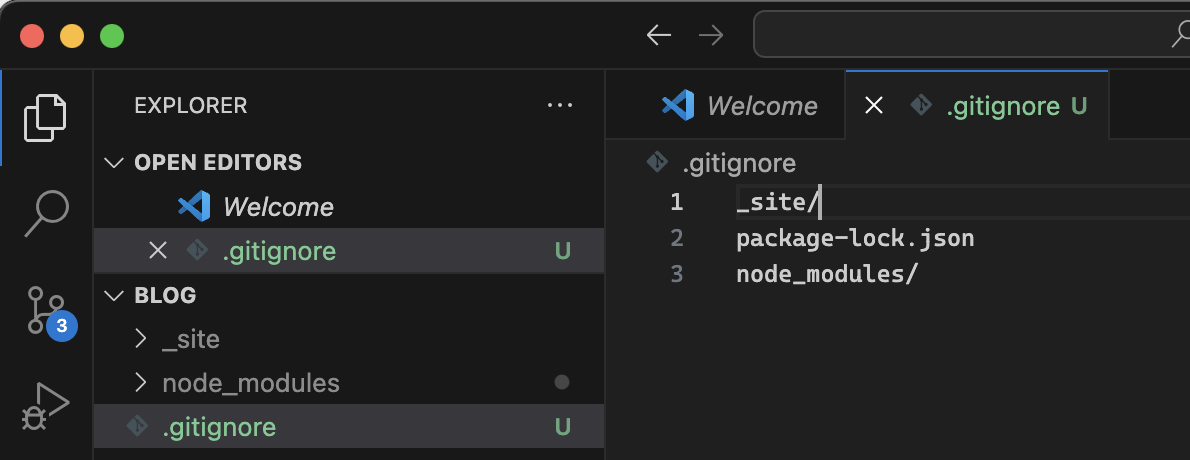 EXPLORER
OPEN EDITORS
Welcome
.gitignore U
BLOG
_site
node_modules
.gitignore U
3
Welcome
.gitignore U
.gitignore
1 _site/
2 package-lock.json
3 node_modules/